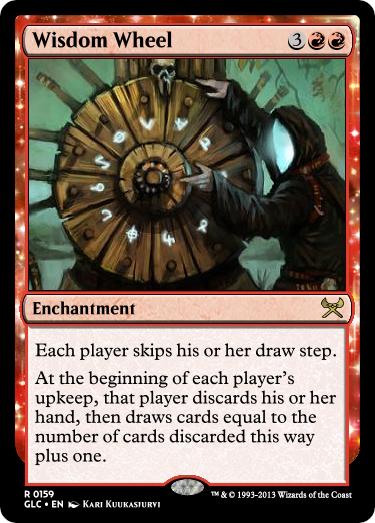 Wisdom Wheel 3
Enchantment
Each player skips his or her draw step.
At the beginning of each player's
upkeep, that player discards his or her
hand, then draws cards equal to the
number of cards discarded this way
plus one.
R 0159
GLC • EN Kari Kuukasjurvi
™ & © 1993-2013 Wizards of the Coast